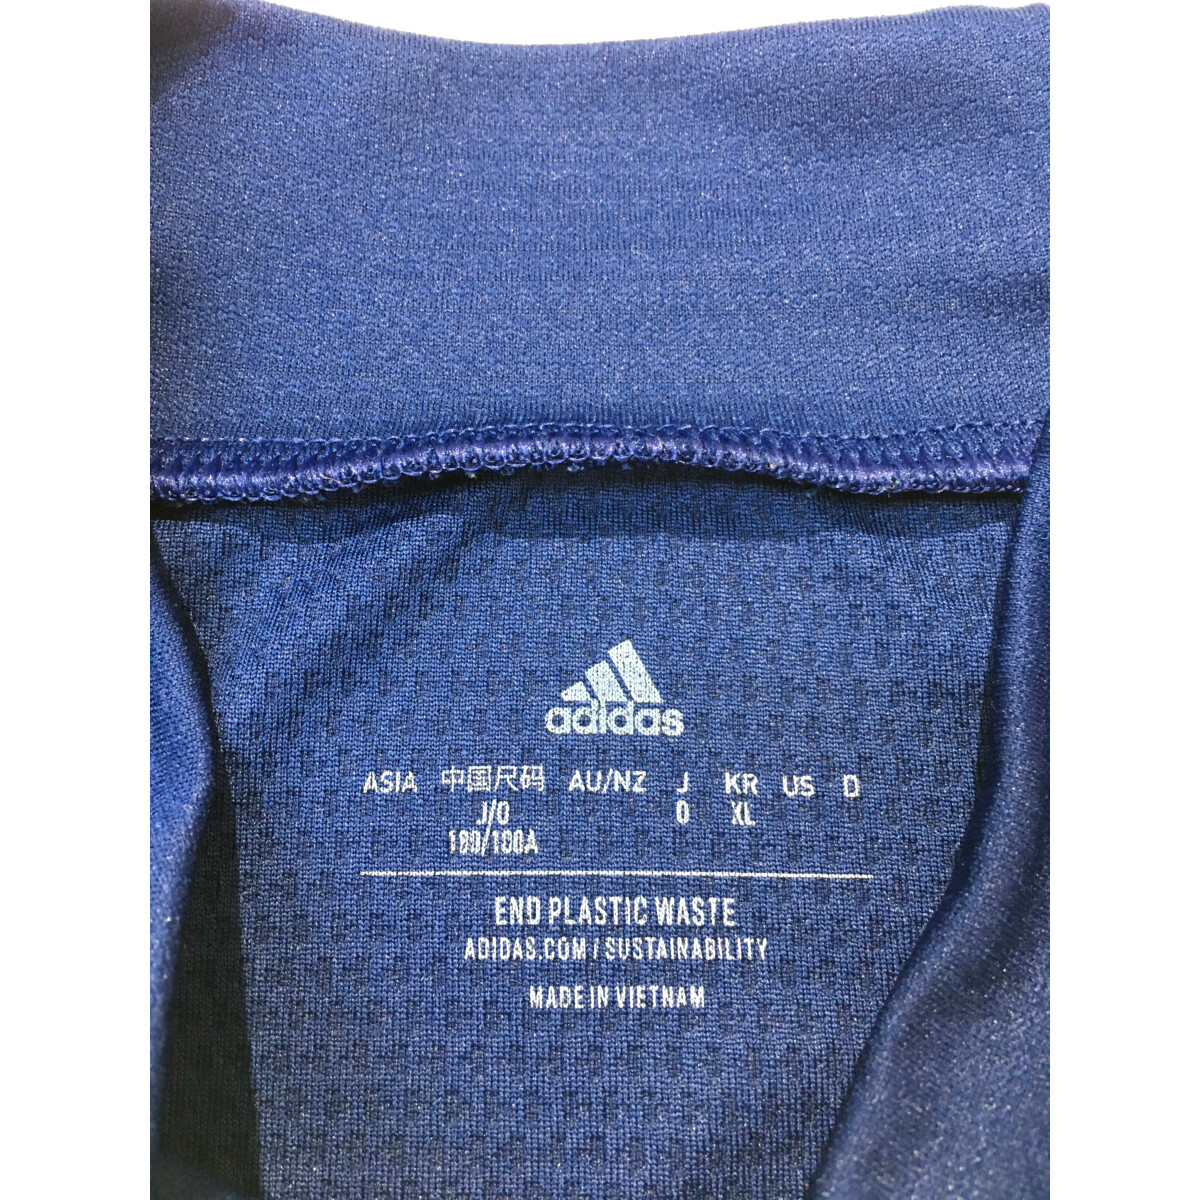 adidas
ASIA 中国尺码 AU/NZ J KR US D
J/O O XL
180/100A
END PLASTIC WASTE
ADIDAS.COM / SUSTAINABILITY
MADE IN VIETNAM